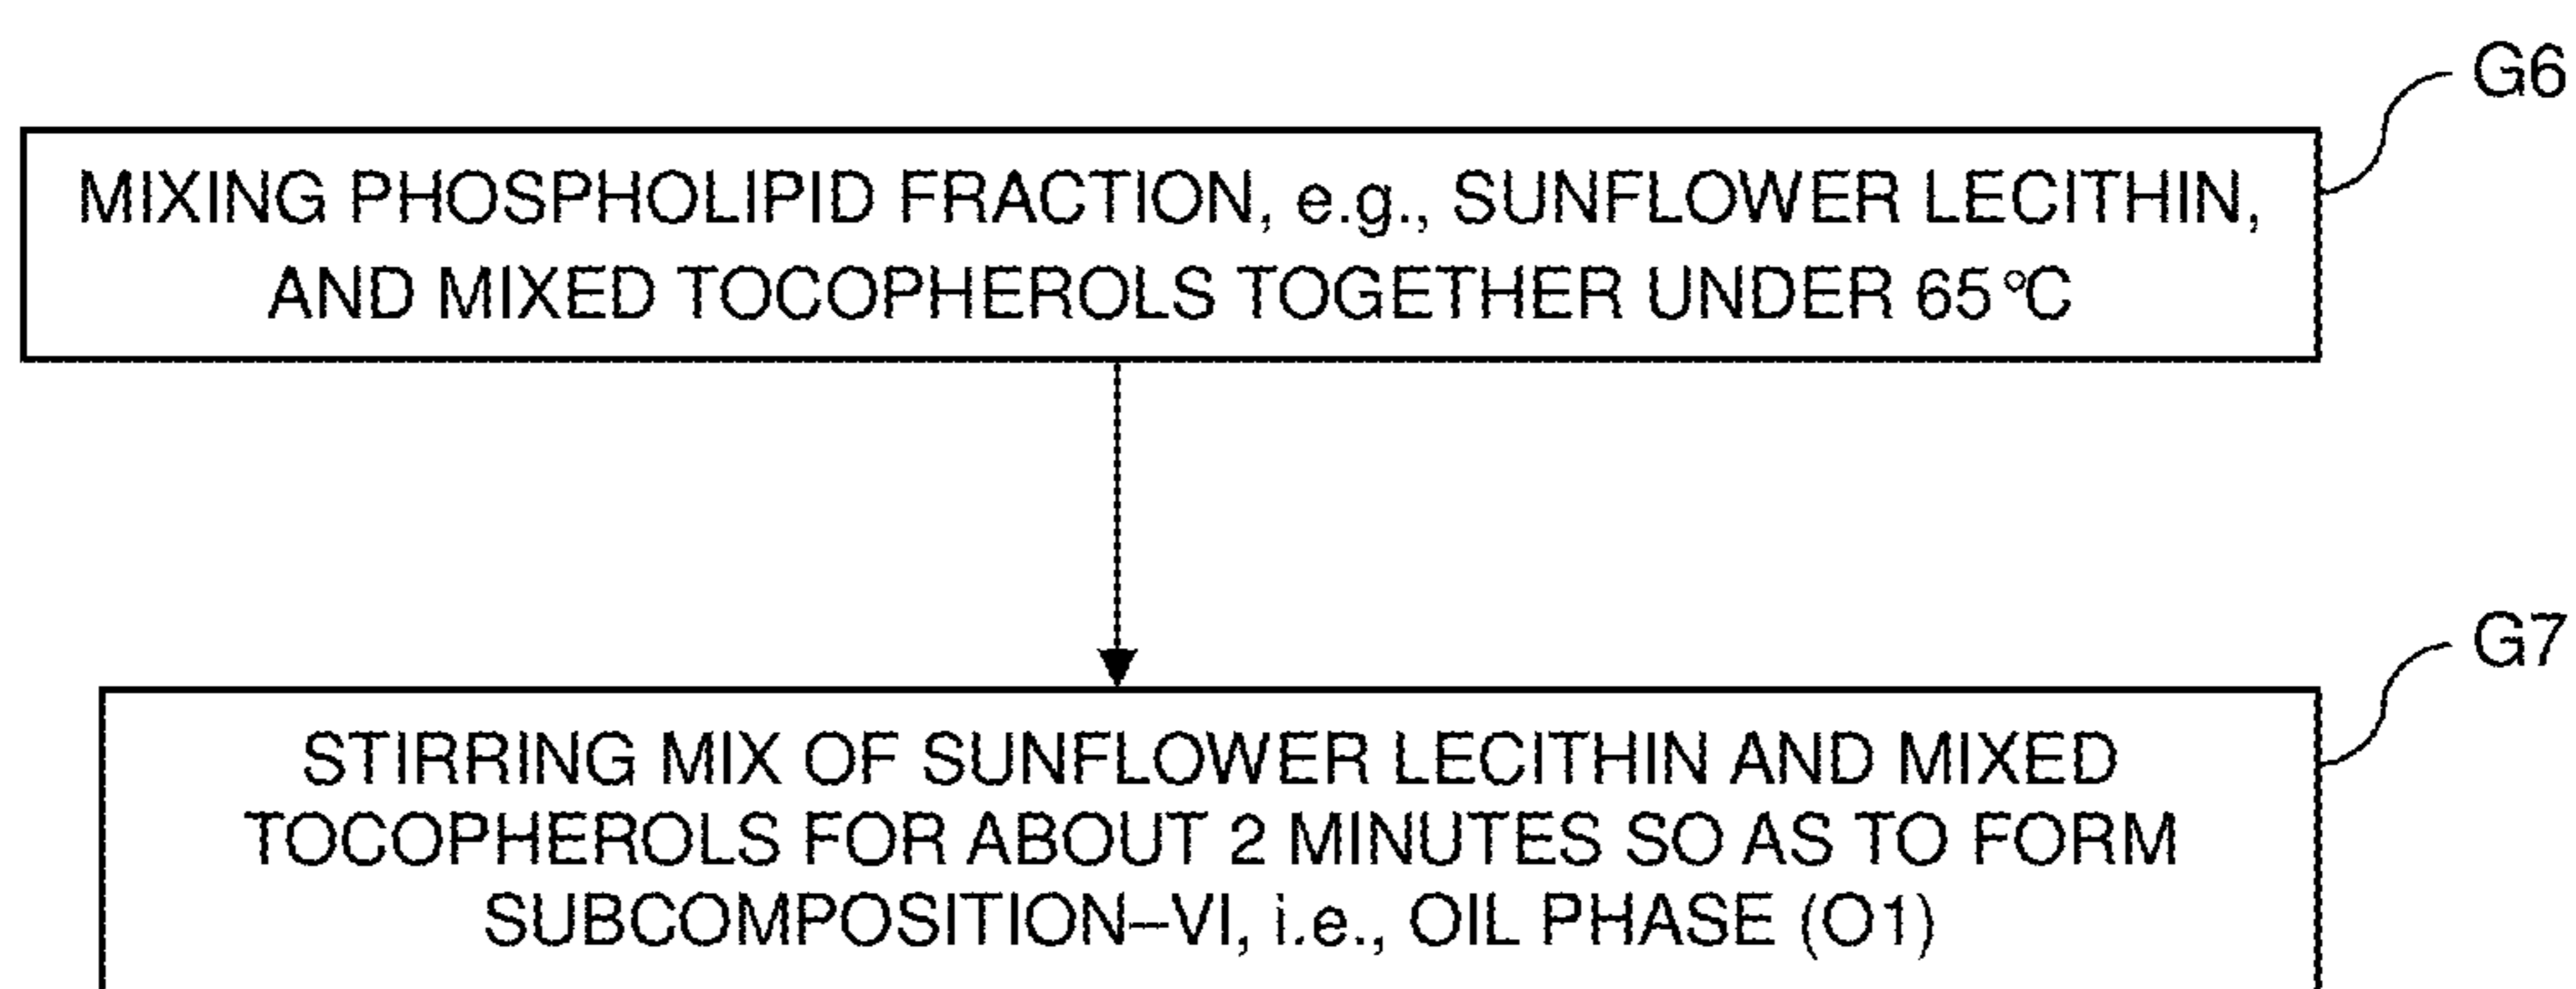 G6
MIXING PHOSPHOLIPID FRACTION, e.g., SUNFLOWER LECITHIN,
AND MIXED TOCOPHEROLS TOGETHER UNDER 65°C
G7
STIRRING MIX OF SUNFLOWER LECITHIN AND MIXED
TOCOPHEROLS FOR ABOUT 2 MINUTES SO AS TO FORM
SUBCOMPOSITION–VI, i.e., OIL PHASE (O1)